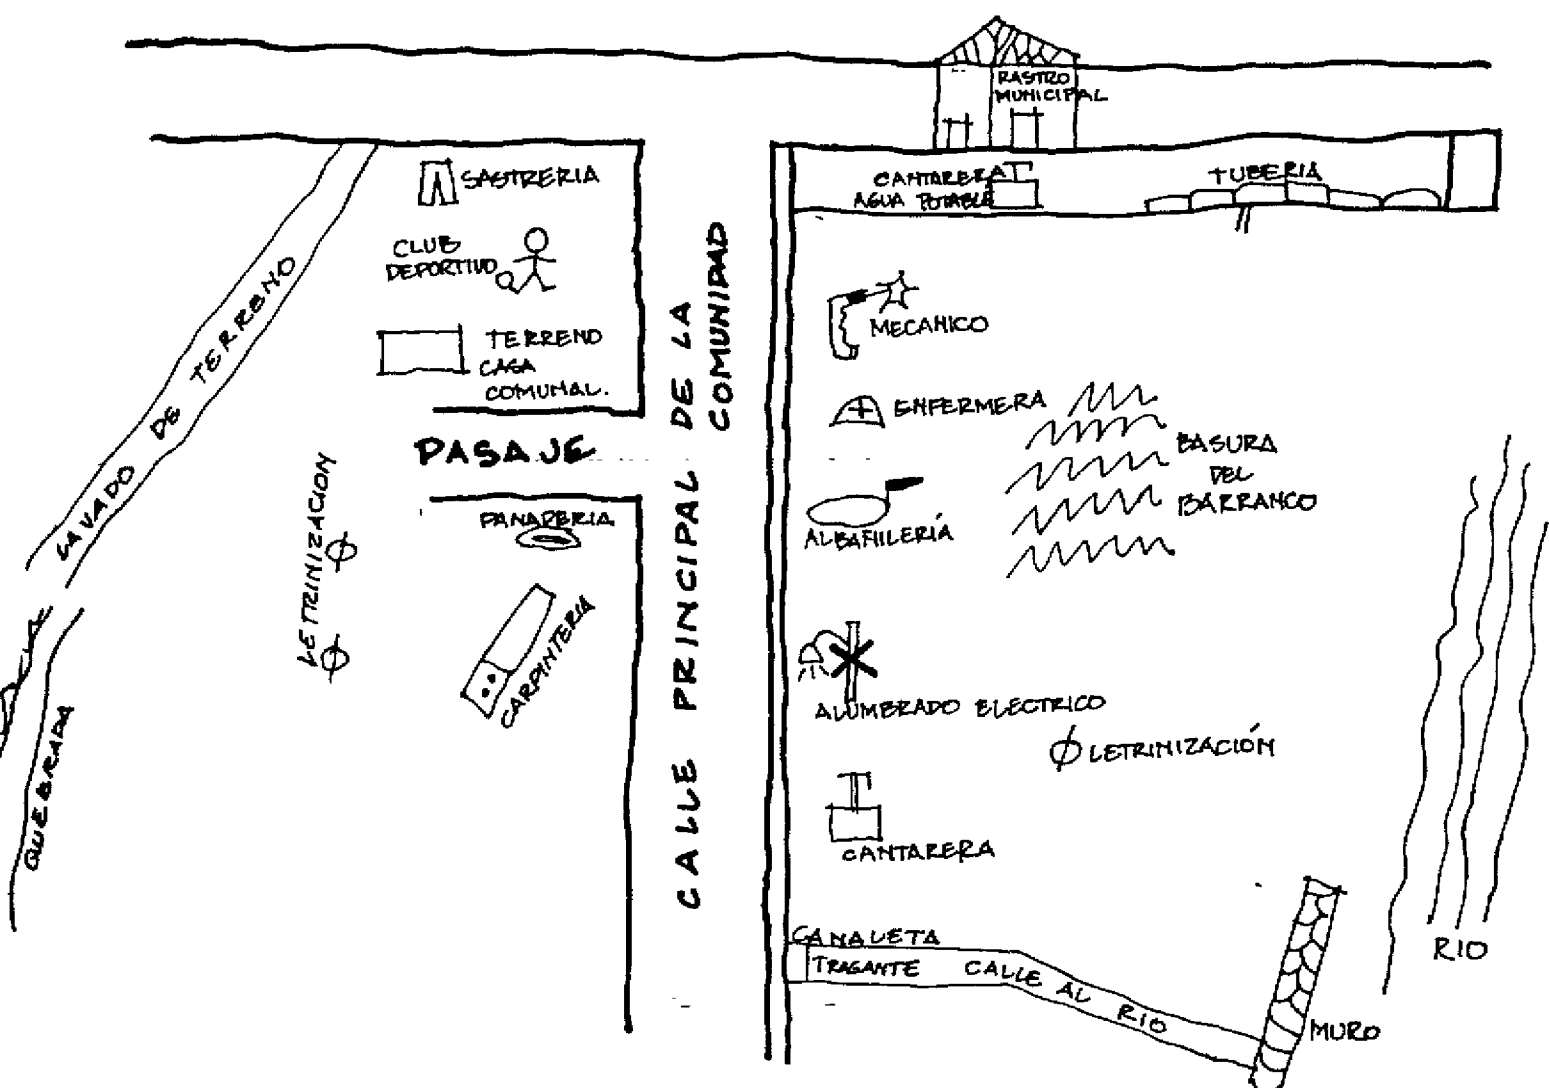 RASTRO
MUNICIPAL
SASTRERIA
CANTARERA
AGUA POTABLE
TUBERIA
CLUB
DEPORTIVO
LAVADO DE TERRENO
TERRENO
CASA
COMUNAL.
CALLE PRINCIPAL DE LA
COMUNIDAD
MECANICO
ENFERMERA
PASAJE
BASURA
DEL
BARRANCO
LETRINIZACION
PANADERIA
ALBAÑILERÍA
CARPINTERIA
ALUMBRADO ELECTRICO
LETRINIZACIÓN
QUEBRADA
CANTARERA
CANALETA
TRAGANTE CALLE AL RIO
RIO
MURO